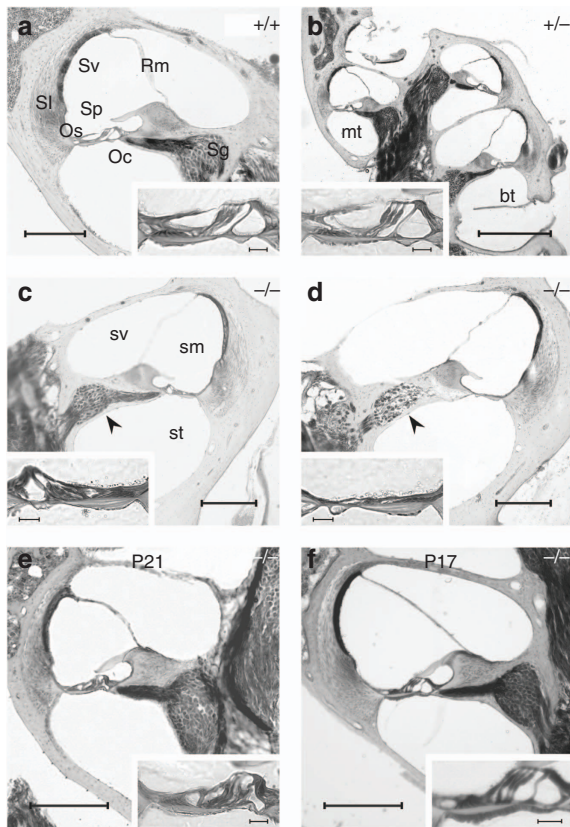 a
+/+
Sv
Rm
Sl
Sp
Os
Oc
Sg
b
+/−
mt
bt
c
−/−
sv
sm
st
d
−/−
e
P21
−/−
f
P17
−/−